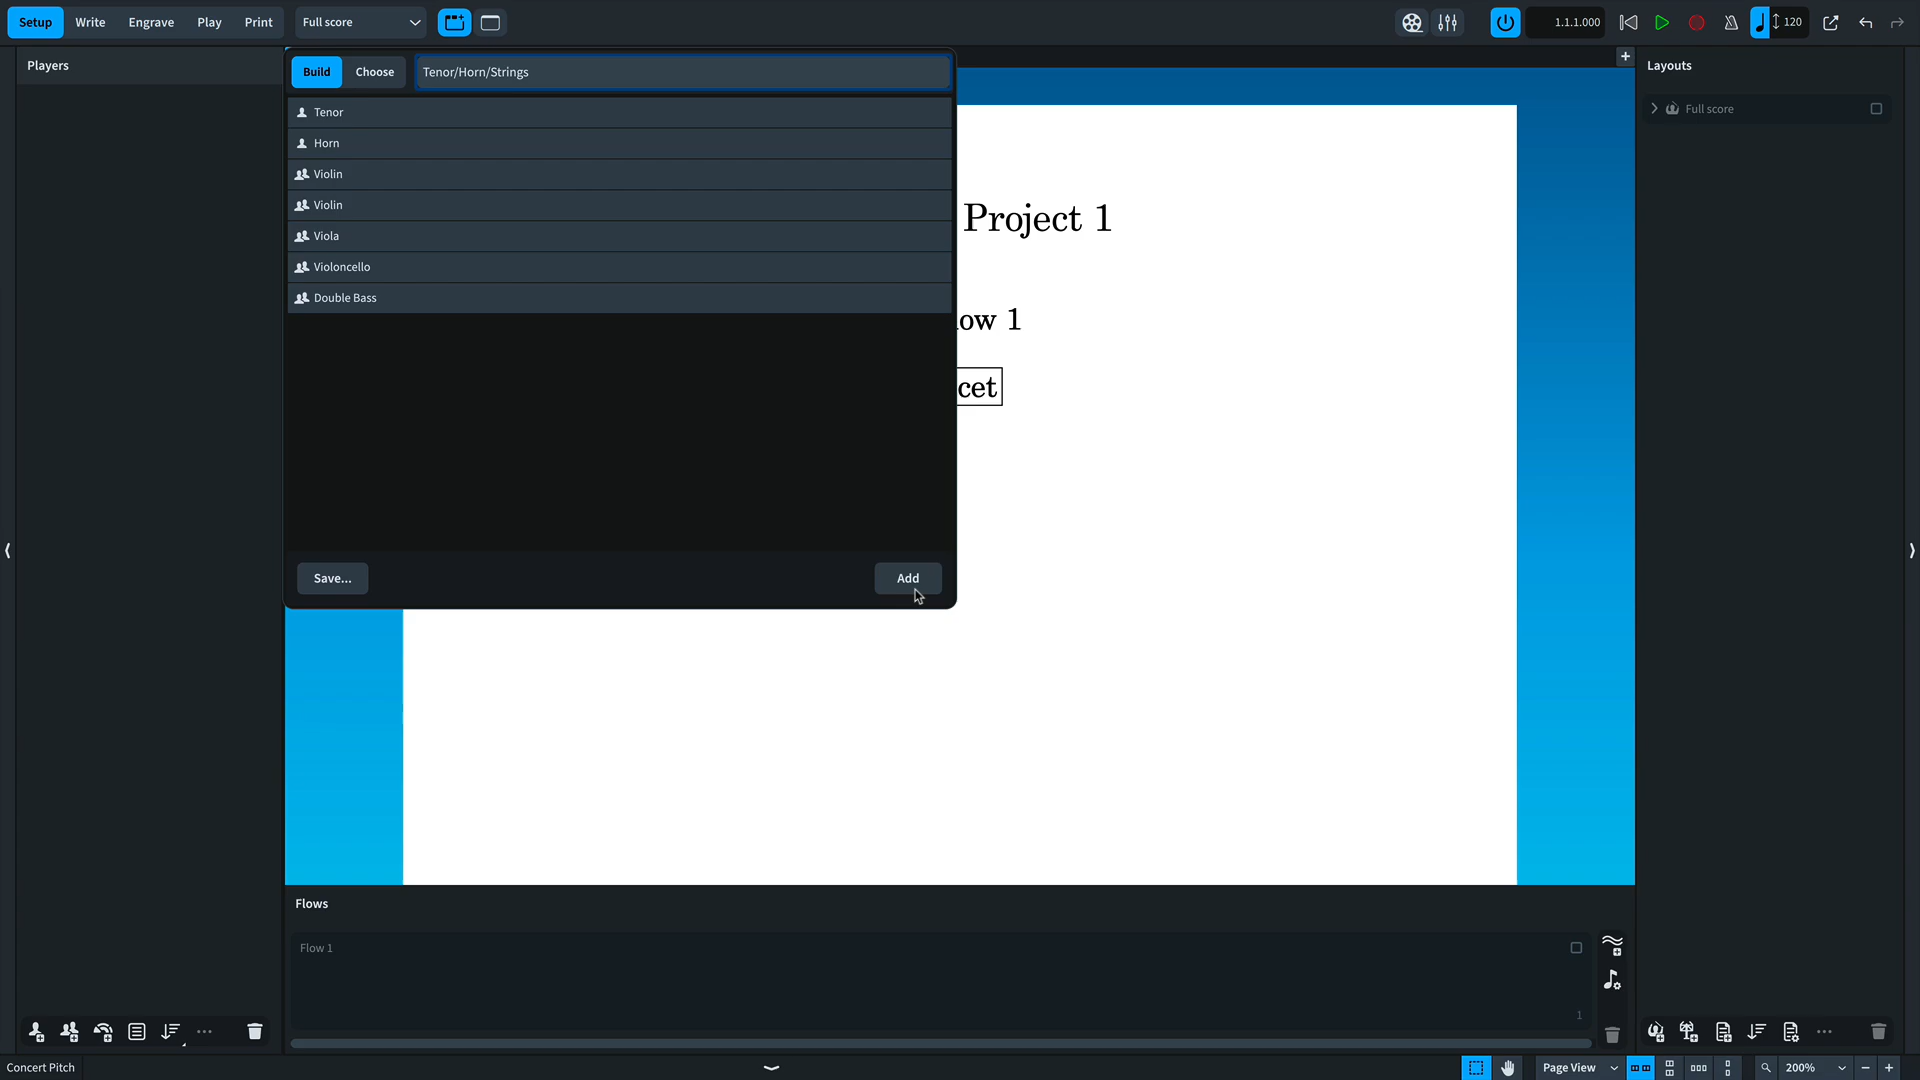 Setup
Write
Engrave
Play
Print
Full score
1.1.1.000
120
Players
Build
Choose
Tenor/Horn/Strings
Tenor
Horn
Violin
Violin
Viola
Violoncello
Double Bass
Save...
Add
Project 1
low 1
cet
Layouts
Full score
Flows
Flow 1
1
Concert Pitch
Page View
200%